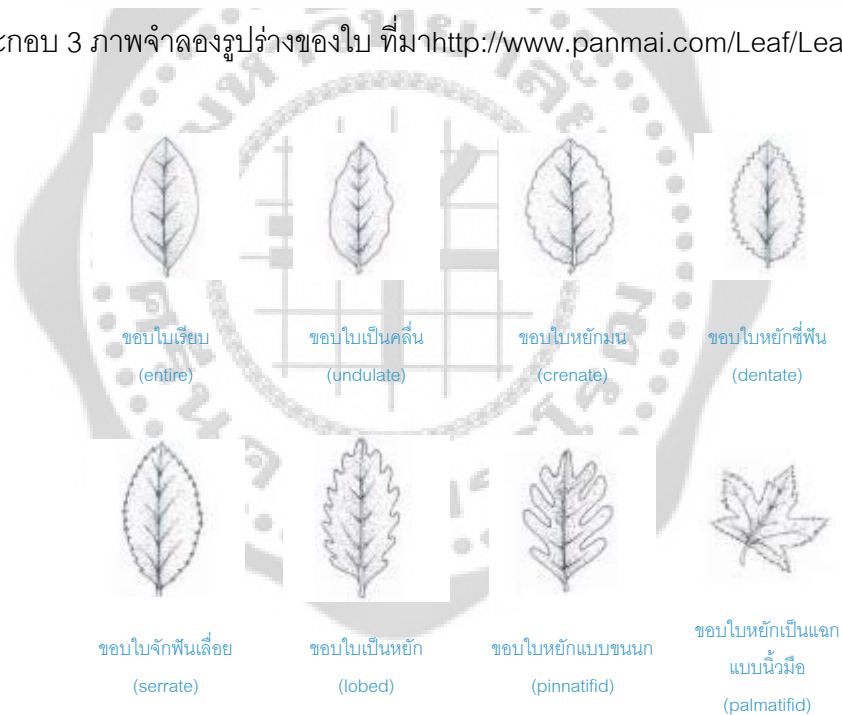 ะกอบ 3 ภาพจำลองรูปร่างของใบ ที่มาhttp://www.panmai.com/Leaf/Lea
ขอบใบเรียบ ขอบใบเป็นคลื่น ขอบใบหยักมน ขอบใบหยักซี่ฟัน
(entire) (undulate) (crenate) (dentate)
ขอบใบจักฟันเลื่อย ขอบใบเป็นหยัก ขอบใบหยักแบบขนนก ขอบใบหยักเป็นแฉก
แบบนิ้วมือ
(serrate) (lobed) (pinnatifid) (palmatifid)